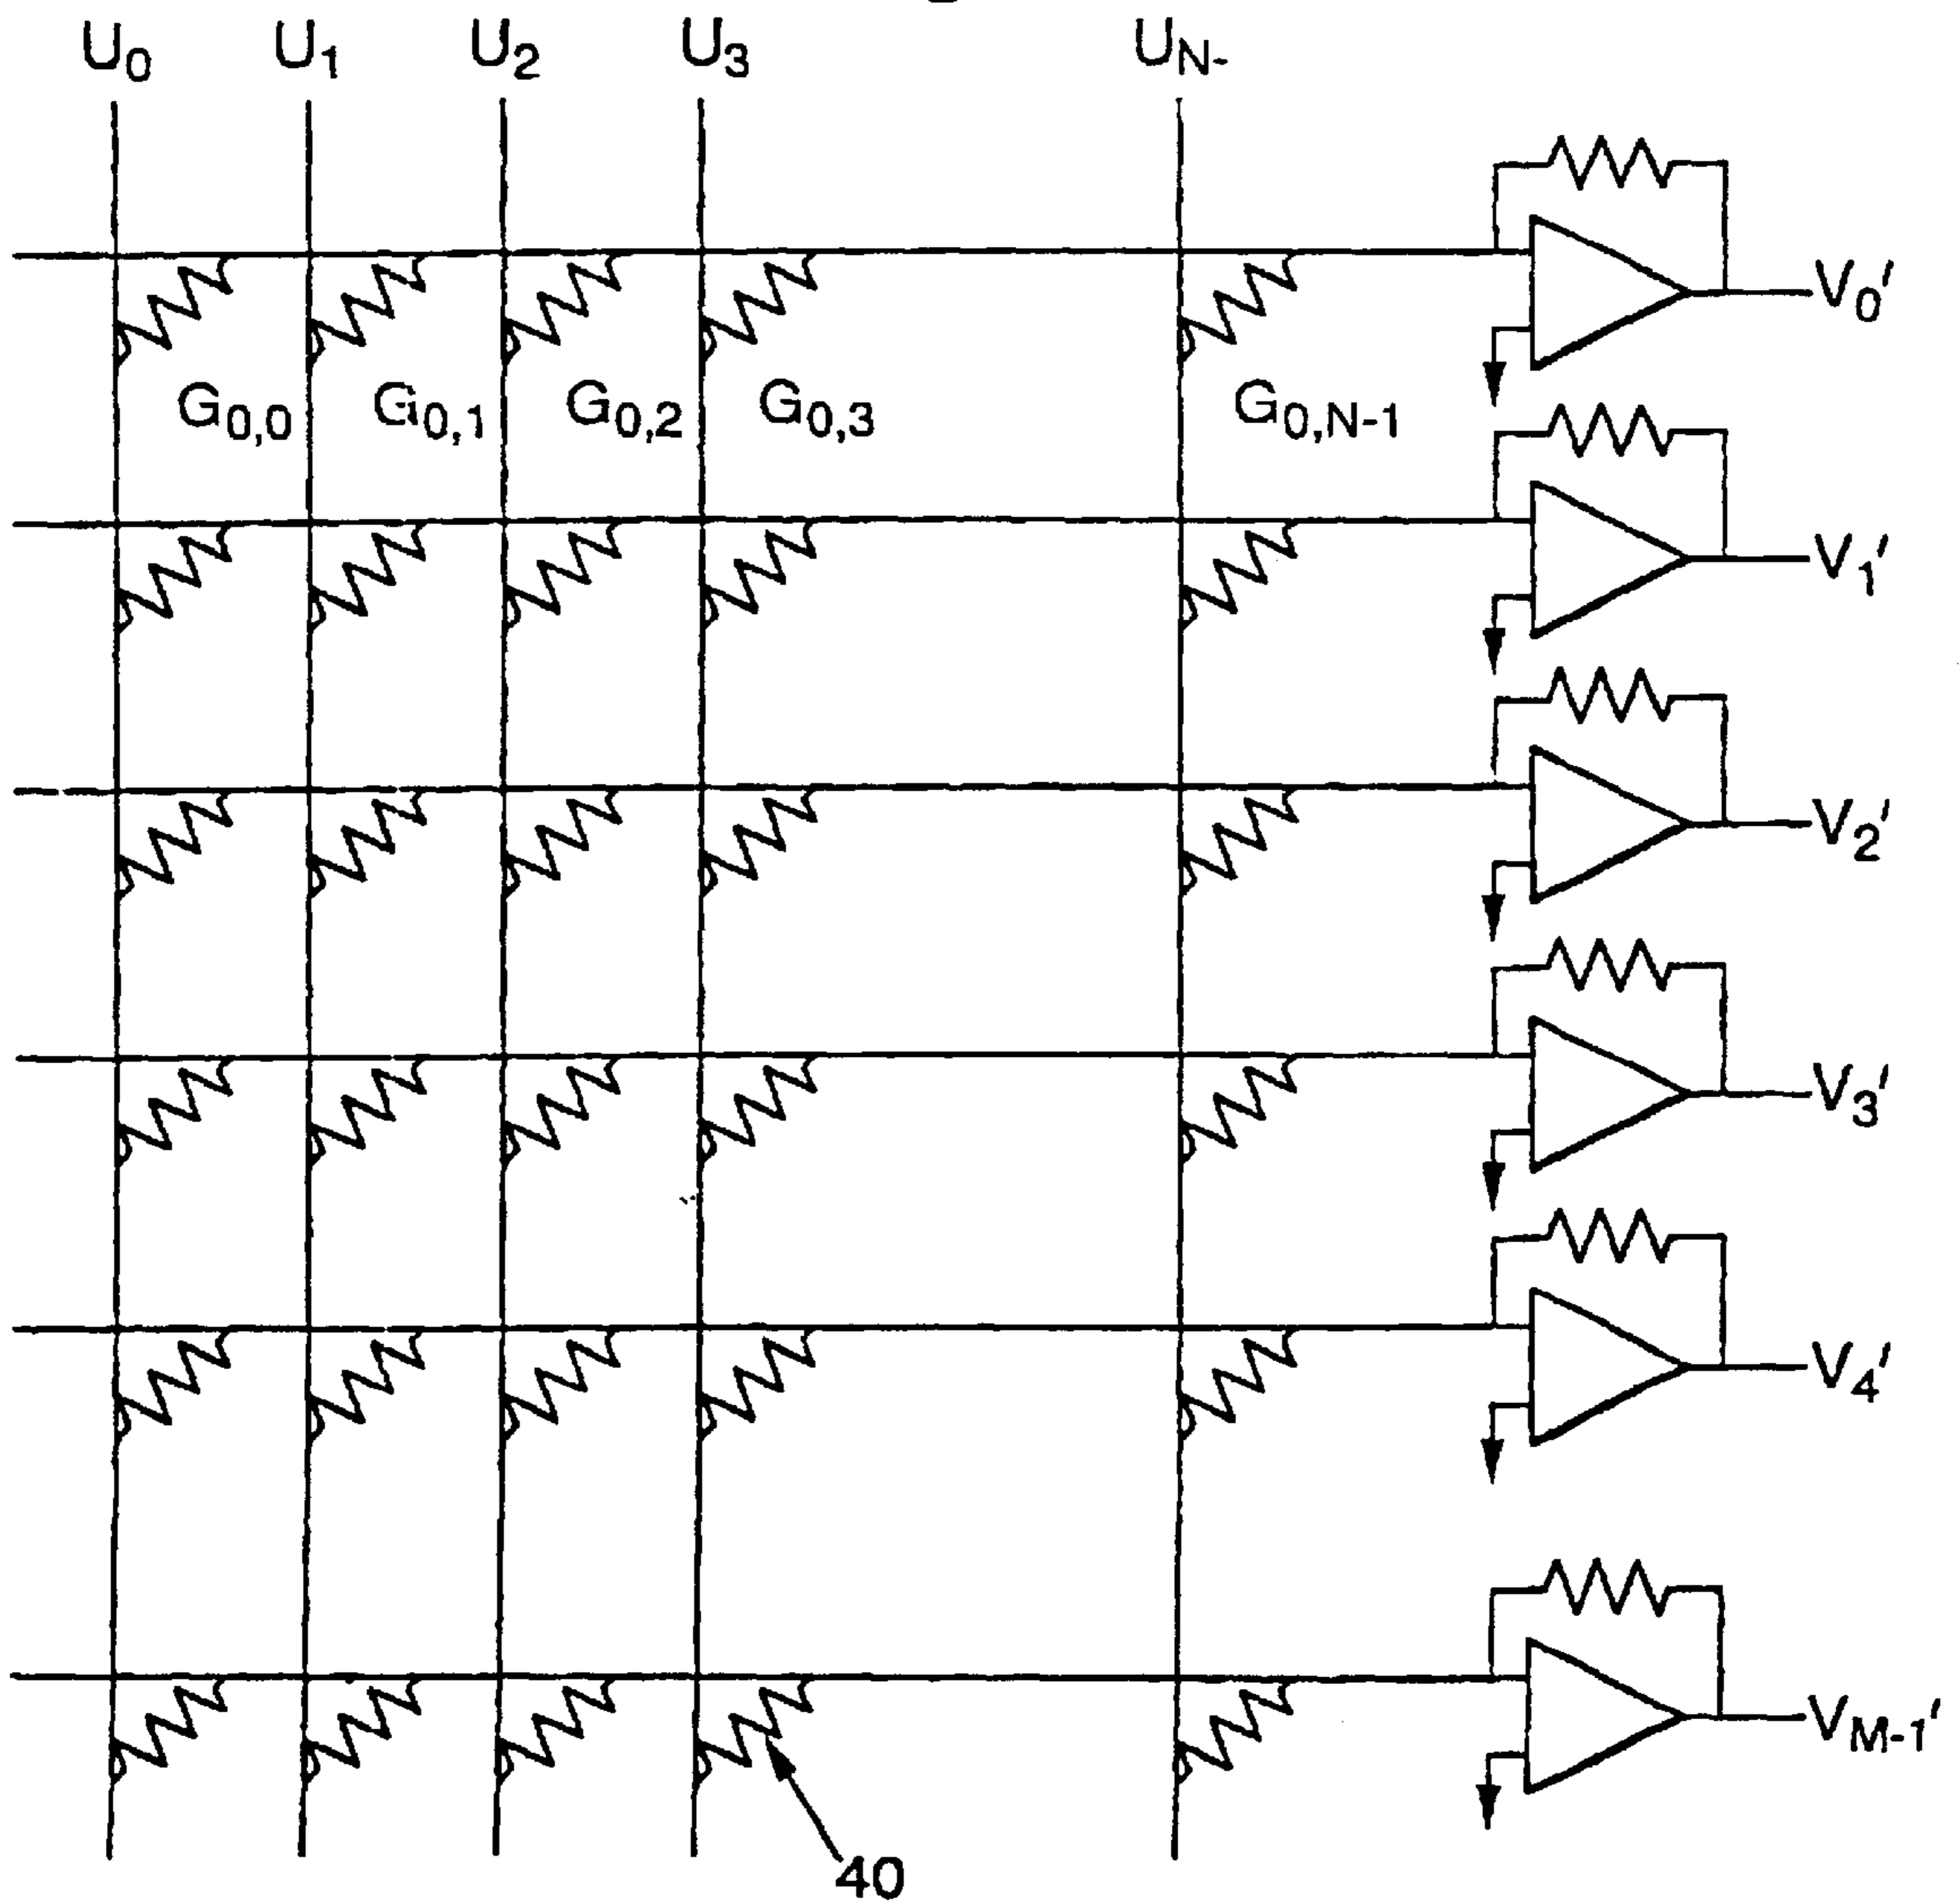 U0 U1 U2 U3 UN-
V0'
G0,0 G0,1 G0,2 G0,3 G0,N-1
V1'
V2'
V3'
V4'
VM-1'
40